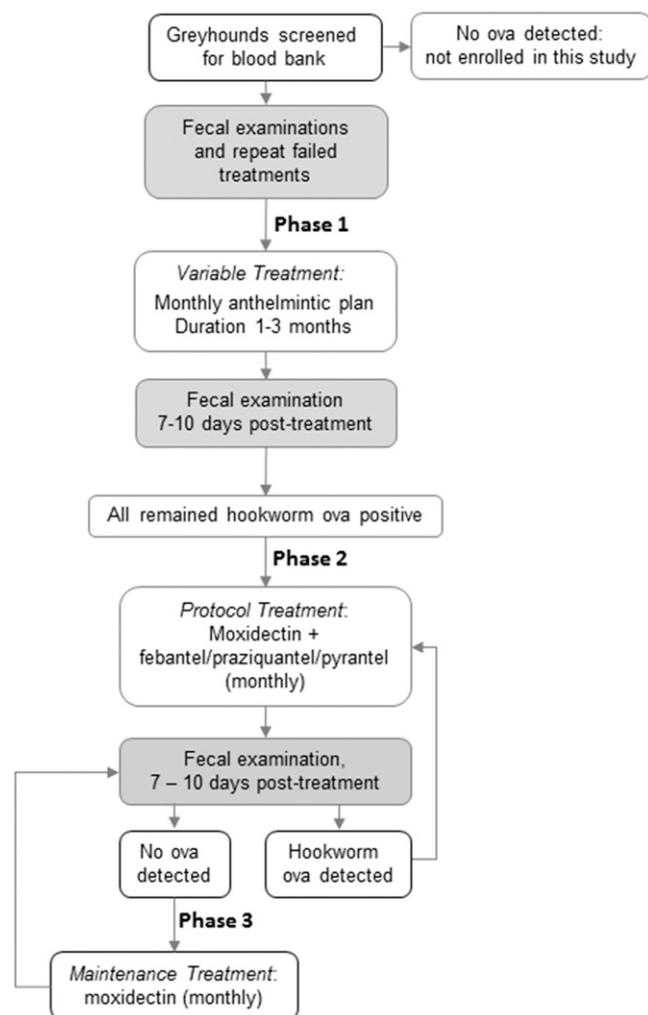 Greyhounds screened
for blood bank
No ova detected:
not enrolled in this study
Fecal examinations
and repeat failed
treatments
Phase 1
Variable Treatment:
Monthly anthelmintic plan
Duration 1-3 months
Fecal examination
7-10 days post-treatment
All remained hookworm ova positive
Phase 2
Protocol Treatment:
Moxidectin +
febantel/praziquantel/pyrantel
(monthly)
Fecal examination,
7 – 10 days post-treatment
No ova
detected
Hookworm
ova detected
Phase 3
Maintenance Treatment:
moxidectin (monthly)